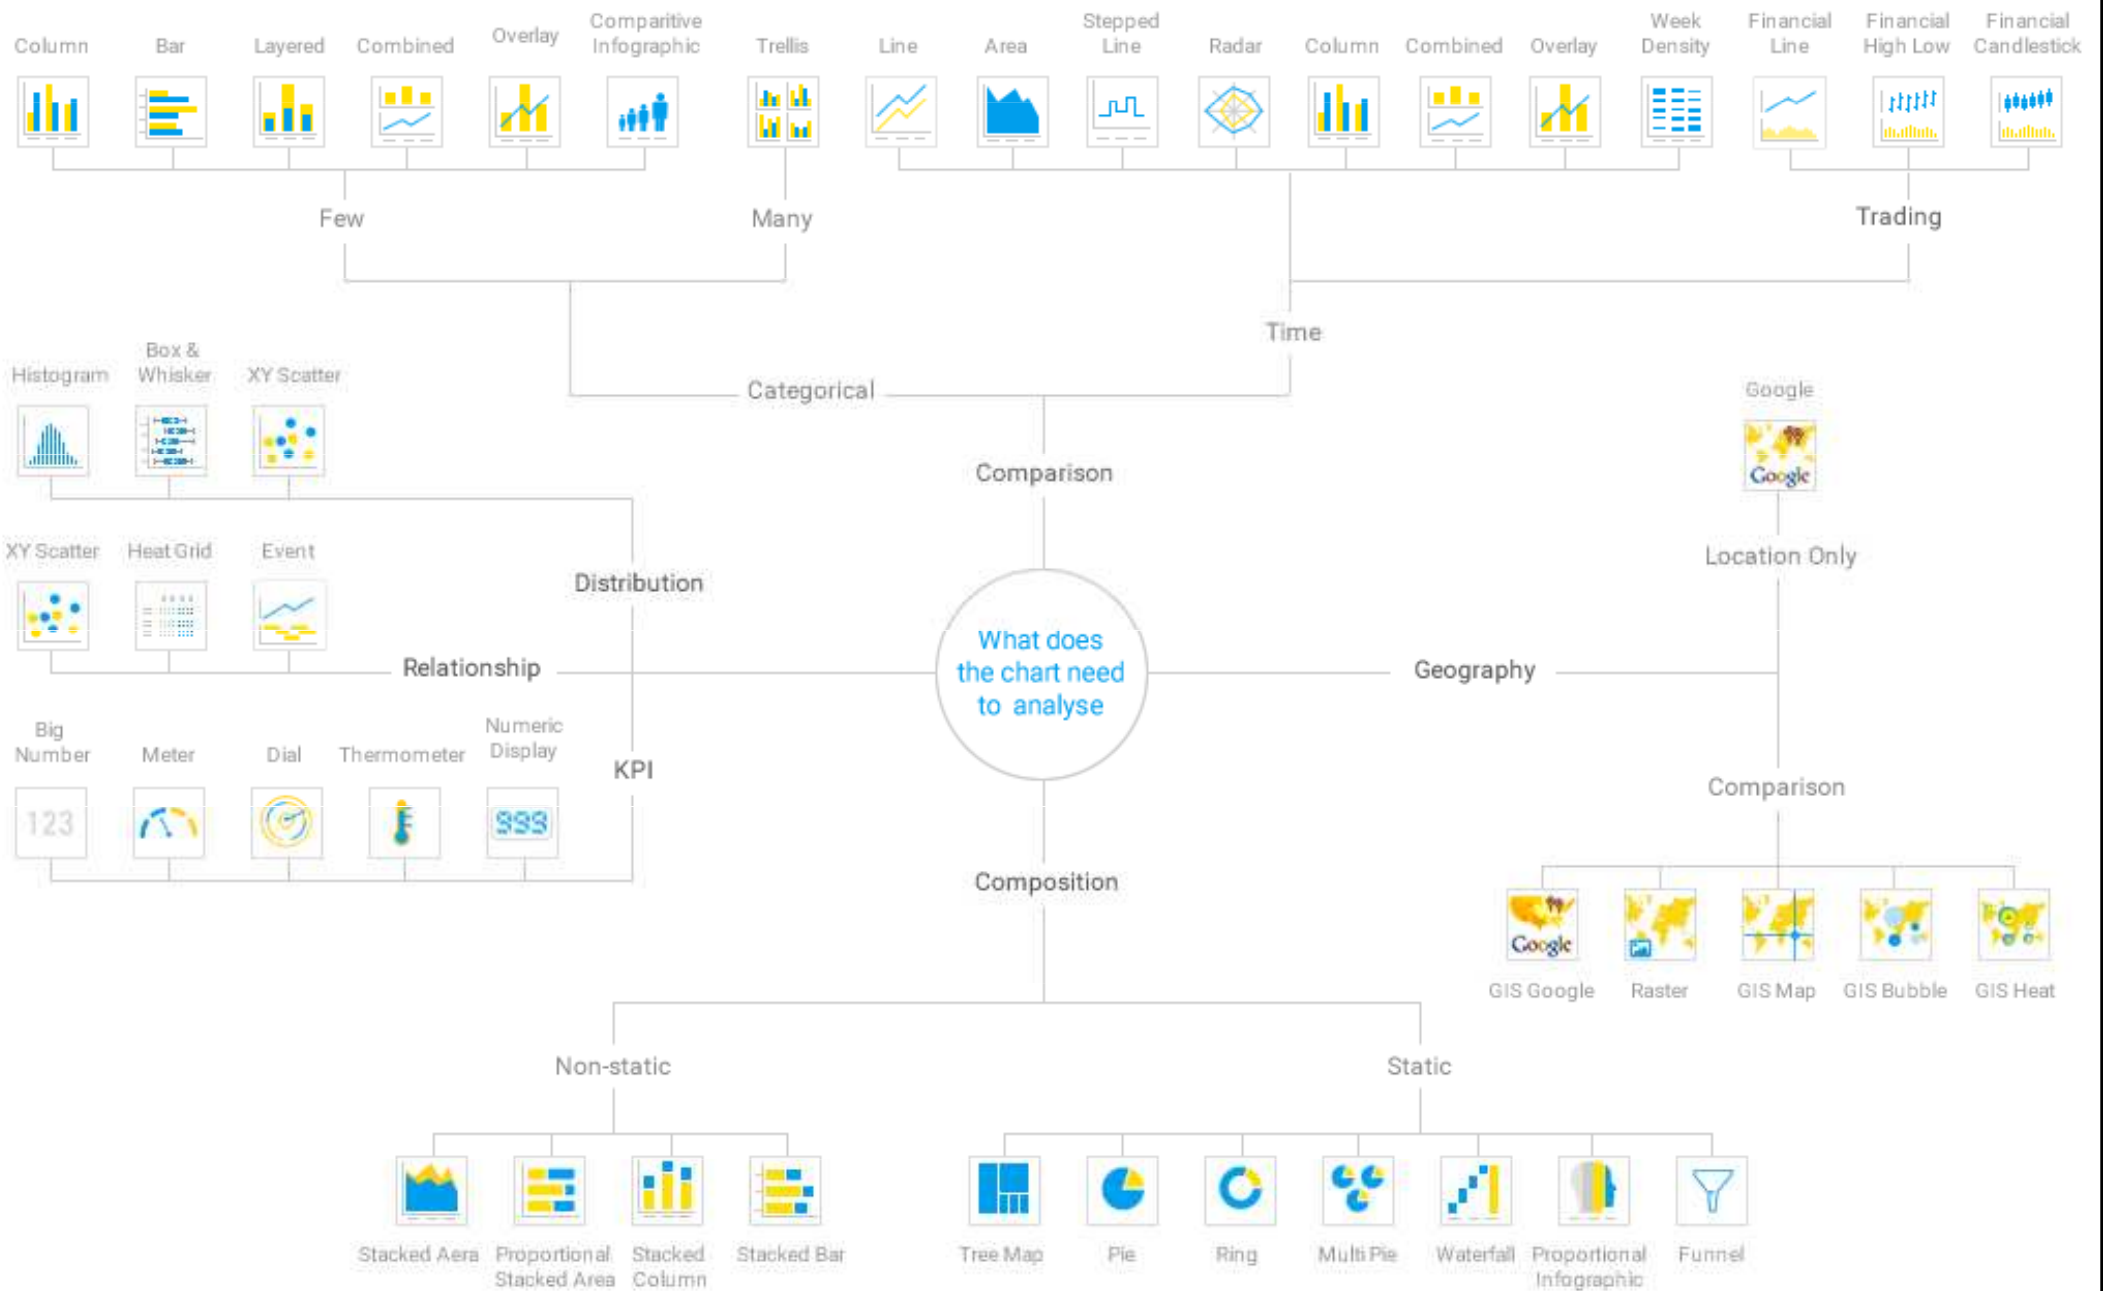 Column
Bar
Layered
Combined
Overlay
Comparitive
Infographic
Trellis
Line
Area
Stepped
Line
Radar
Column
Combined
Overlay
Week
Density
Financial
Line
Financial
High Low
Financial
Candlestick
Few
Many
Trading
Time
Categorical
Comparison
Histogram
Box &
Whisker
XY Scatter
Google
Google
Location Only
XY Scatter
Heat Grid
Event
Distribution
Relationship
What does
the chart need
to analyse
Geography
Big
Number
Meter
Dial
Thermometer
Numeric
Display
KPI
123
999
Comparison
Composition
Google
GIS Google
Raster
GIS Map
GIS Bubble
GIS Heat
Non-static
Static
Stacked Aera
Proportional
Stacked Area
Stacked
Column
Stacked Bar
Tree Map
Pie
Ring
Multi Pie
Waterfall
Proportional
Infographic
Funnel